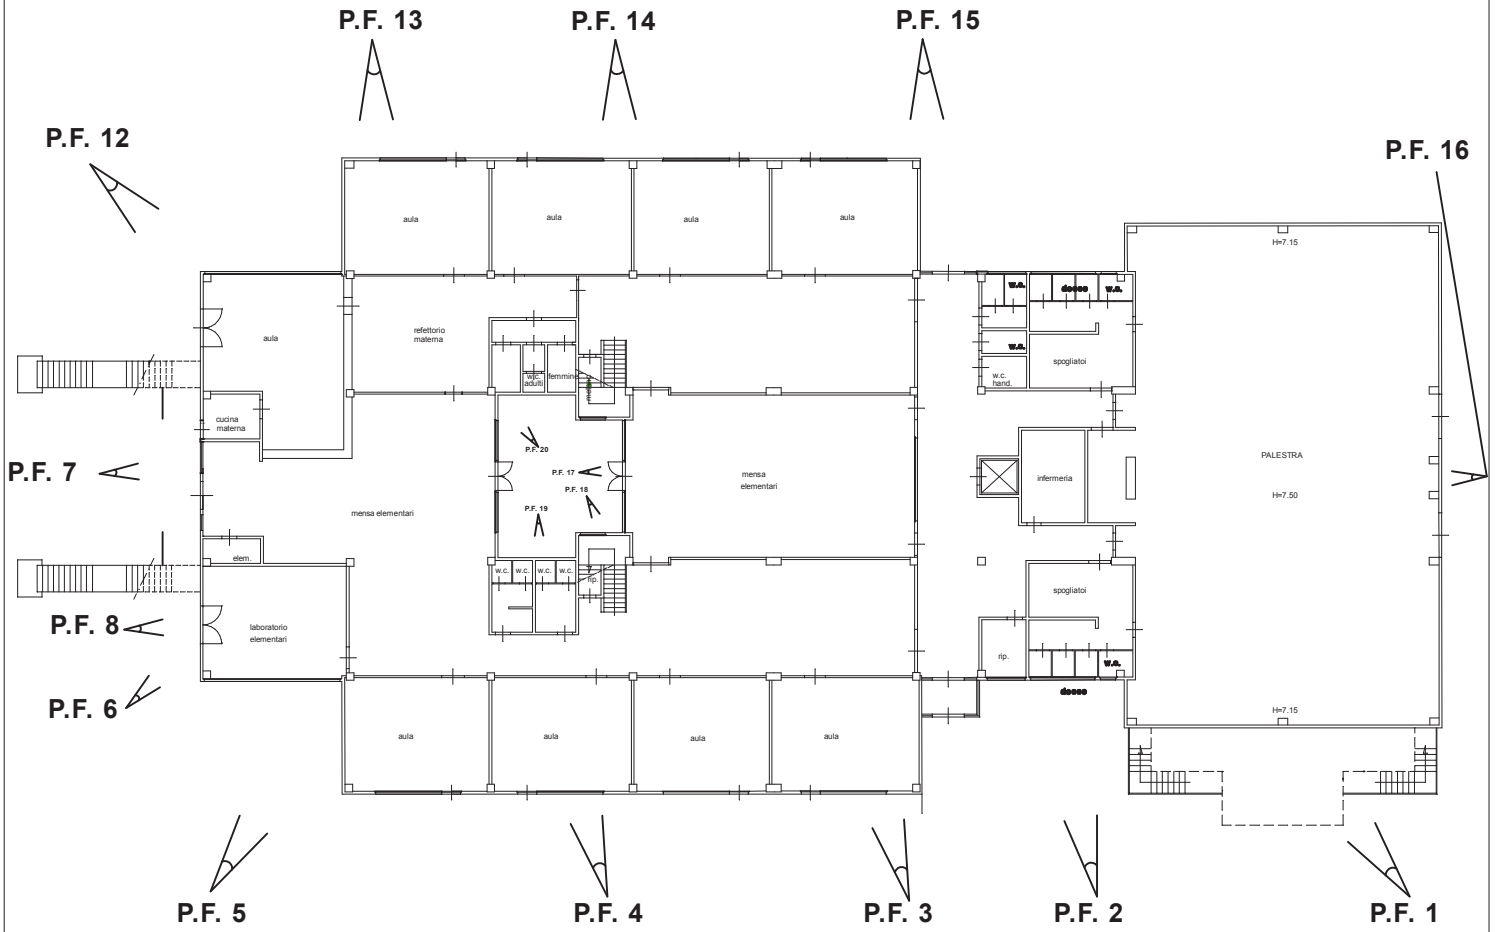 P.F. 13
P.F. 14
P.F. 15
P.F. 12
P.F. 16
aula
aula
aula
aula
H=7.15
w.c.
docce
w.c.
refettorio
materna
aula
w.c.
spogliatoi
w.c.
adulti
femmine
w.c.
hand.
cucina
materna
P.F. 20
PALESTRA
P.F. 7
P.F. 17
mensa
elementari
infermeria
P.F. 18
H=7.50
P.F. 19
mensa elementari
elem.
w.c.
w.c.
w.c.
w.c.
rip.
spogliatoi
P.F. 8
laboratorio
elementari
rip.
w.c.
docce
P.F. 6
H=7.15
aula
aula
aula
aula
P.F. 5
P.F. 4
P.F. 3
P.F. 2
P.F. 1